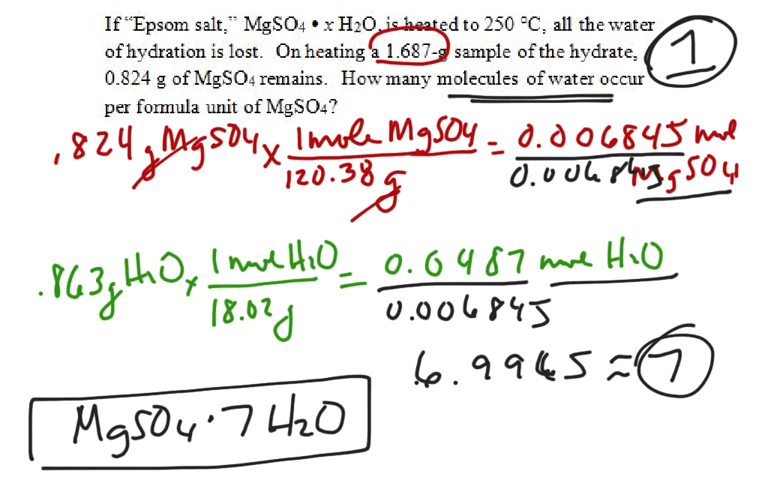 If “Epsom salt,” MgSO4 • x H2O, is heated to 250 °C, all the water
of hydration is lost. On heating a 1.687-g sample of the hydrate,
0.824 g of MgSO4 remains. How many molecules of water occur
per formula unit of MgSO4?
1
.824 g MgSO4 x 1 mole MgSO4 = 0.006845 mol
120.38 g 0.006845 MgSO4
.863 g H2O x 1 mol H2O = 0.0487 mol H2O
18.02 g 0.006845
6.9965 ≈ 7
MgSO4 · 7 H2O